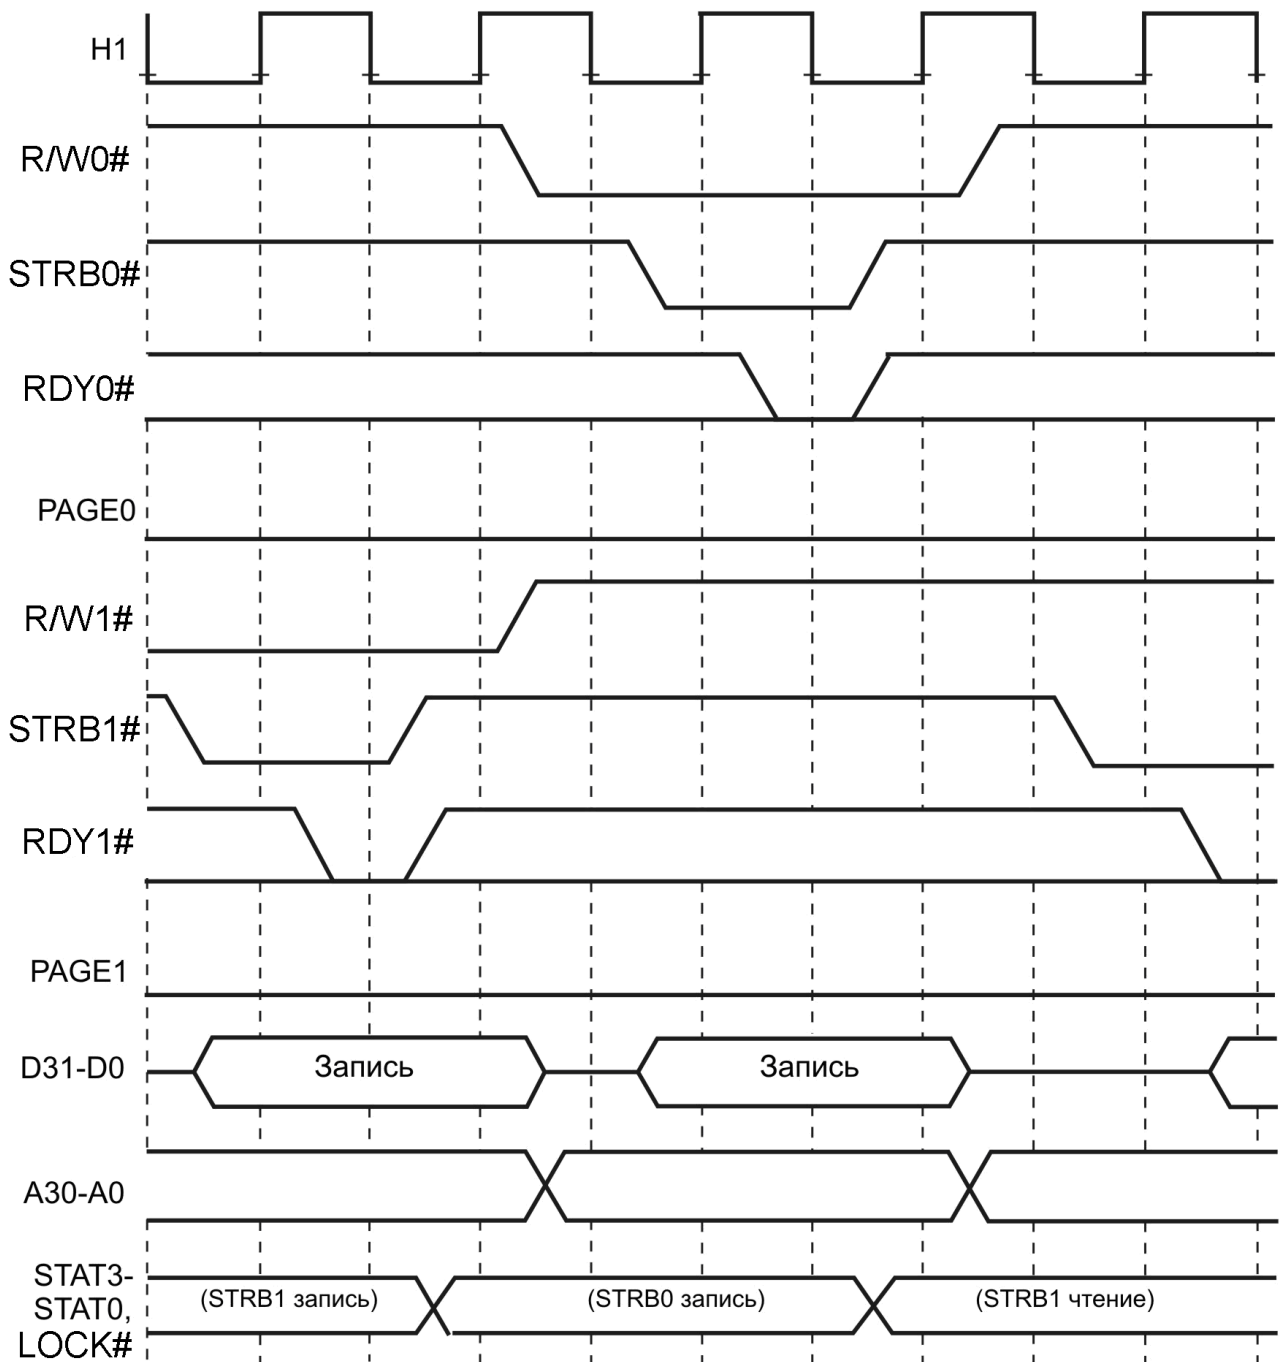 H1
R/W0#
STRB0#
RDY0#
PAGE0
R/W1#
STRB1#
RDY1#
PAGE1
D31-D0
Запись
Запись
A30-A0
STAT3-
STAT0,
LOCK#
(STRB1 запись)
(STRB0 запись)
(STRB1 чтение)